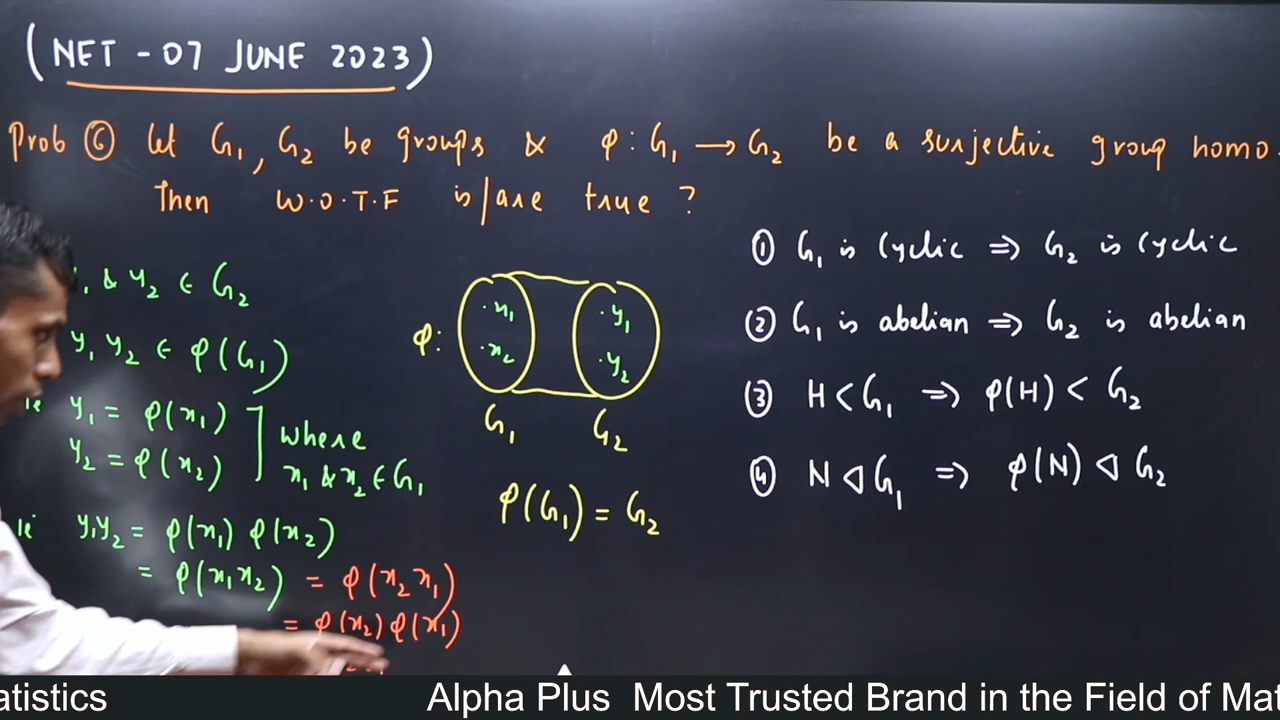 (NET - 07 JUNE 2023)
Prob ⑥ Let G₁, G₂ be groups & φ : G₁ → G₂ be a surjective group homo.
Then W.O.T.F is/are true ?
① G₁ is cyclic ⇒ G₂ is cyclic
② G₁ is abelian ⇒ G₂ is abelian
③ H < G₁ ⇒ φ(H) < G₂
④ N ⊲ G₁ ⇒ φ(N) ⊲ G₂
& y₂ ∈ G₂
y₁ y₂ ∈ φ(G₁)
ie y₁ = φ(x₁)
y₂ = φ(x₂)
where
x₁ & x₂ ∈ G₁
ie y₁y₂ = φ(x₁) φ(x₂)
= φ(x₁x₂) = φ(x₂x₁)
= φ(x₂) φ(x₁)
φ:
.x₁
.x₂
.y₁
.y₂
G₁ G₂
φ(G₁) = G₂
atistics Alpha Plus Most Trusted Brand in the Field of Mat